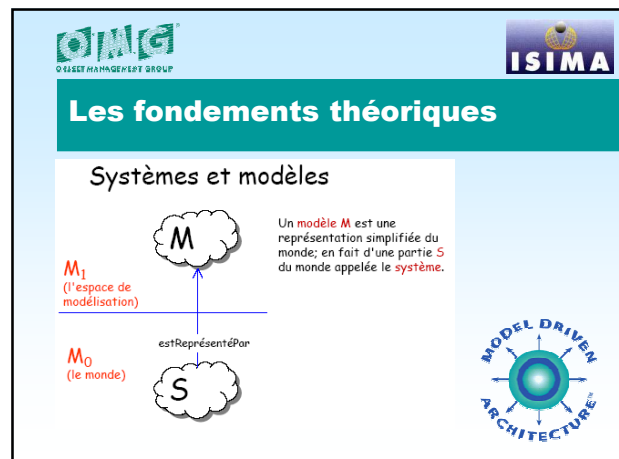 OMG
OBJECT MANAGEMENT GROUP
ISIMA
Les fondements théoriques
Systèmes et modèles
M
Un modèle M est une
représentation simplifiée du
monde; en fait d'une partie S
du monde appelée le système.
M1
(l'espace de
modélisation)
estReprésentéPar
M0
(le monde)
S
MODEL DRIVEN
ARCHITECTURE™